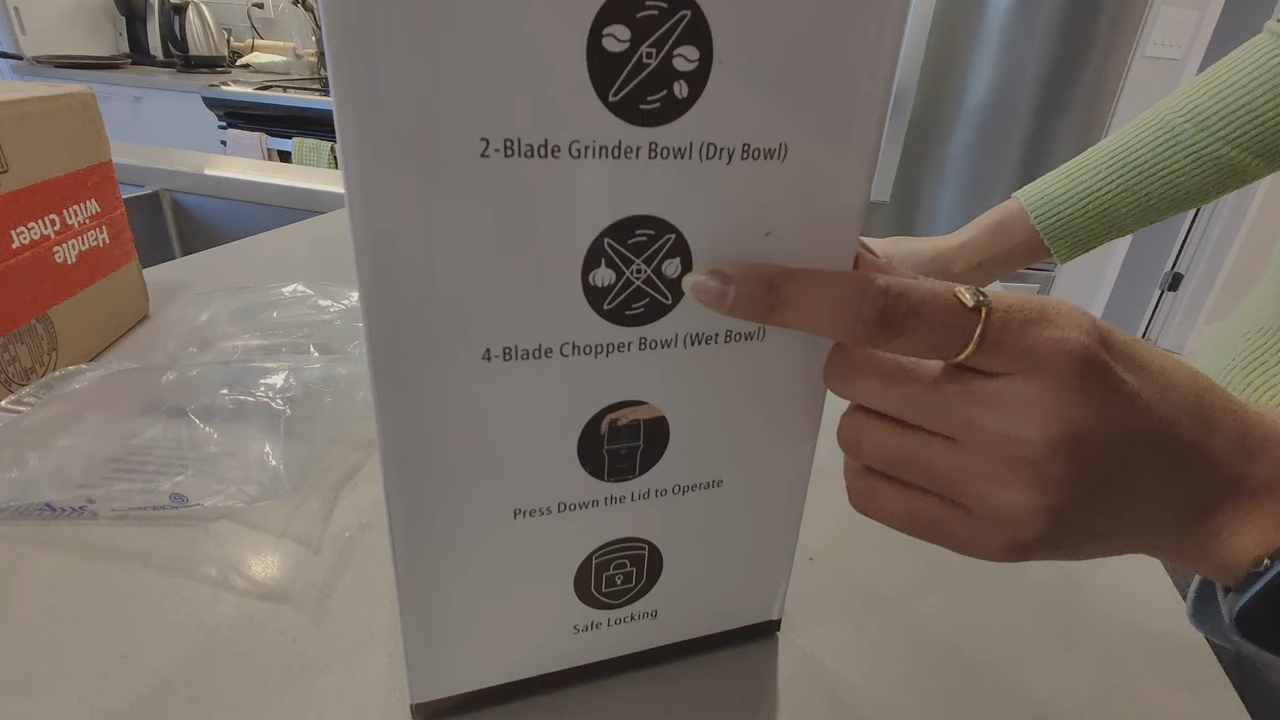 2-Blade Grinder Bowl (Dry Bowl)
4-Blade Chopper Bowl (Wet Bowl)
Press Down the Lid to Operate
Safe Locking
Handle
with cheer